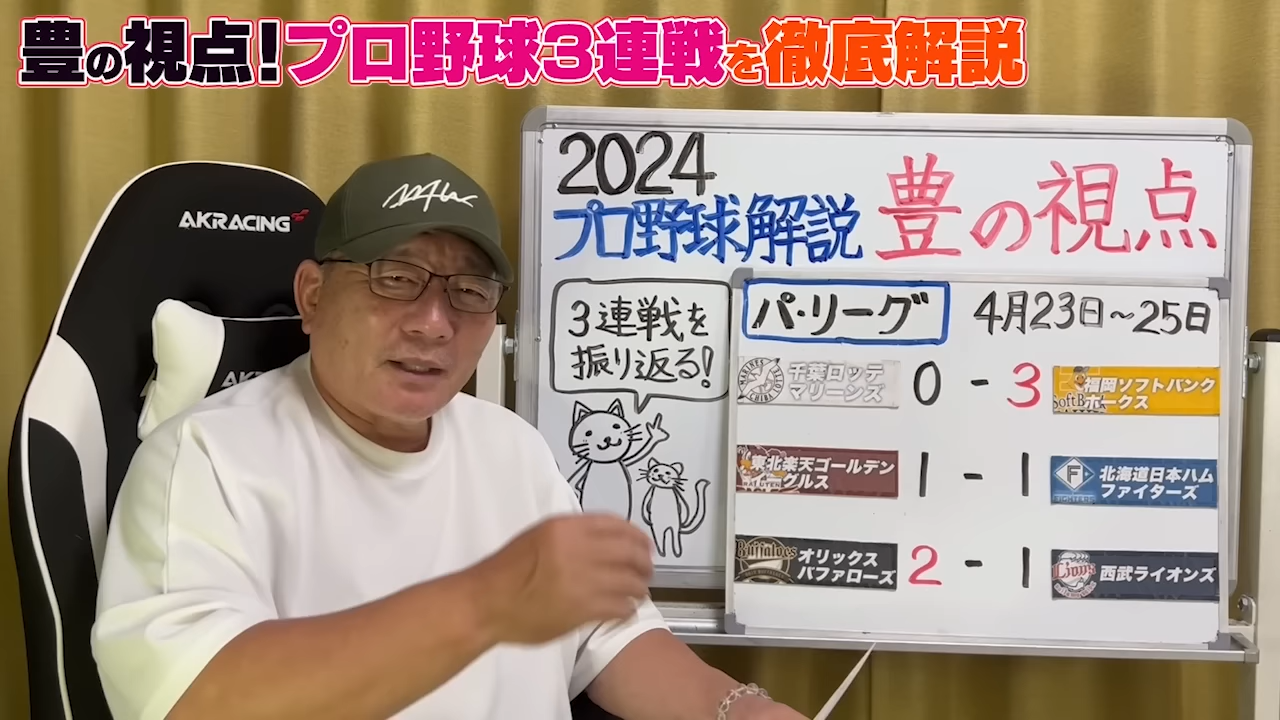 豊の視点!プロ野球3連戦を徹底解説
2024
プロ野球解説 豊の視点
3連戦を
振り返る!
パ・リーグ 4月23日~25日
千葉ロッテ
マリーンズ
0 - 3
福岡ソフトバンク
ホークス
東北楽天ゴールデン
グルス
1 - 1
北海道日本ハム
ファイターズ
FIGHTERS
Buffaloes
オリックス
バファローズ
2 - 1
Lions
西武ライオンズ
AKRACING